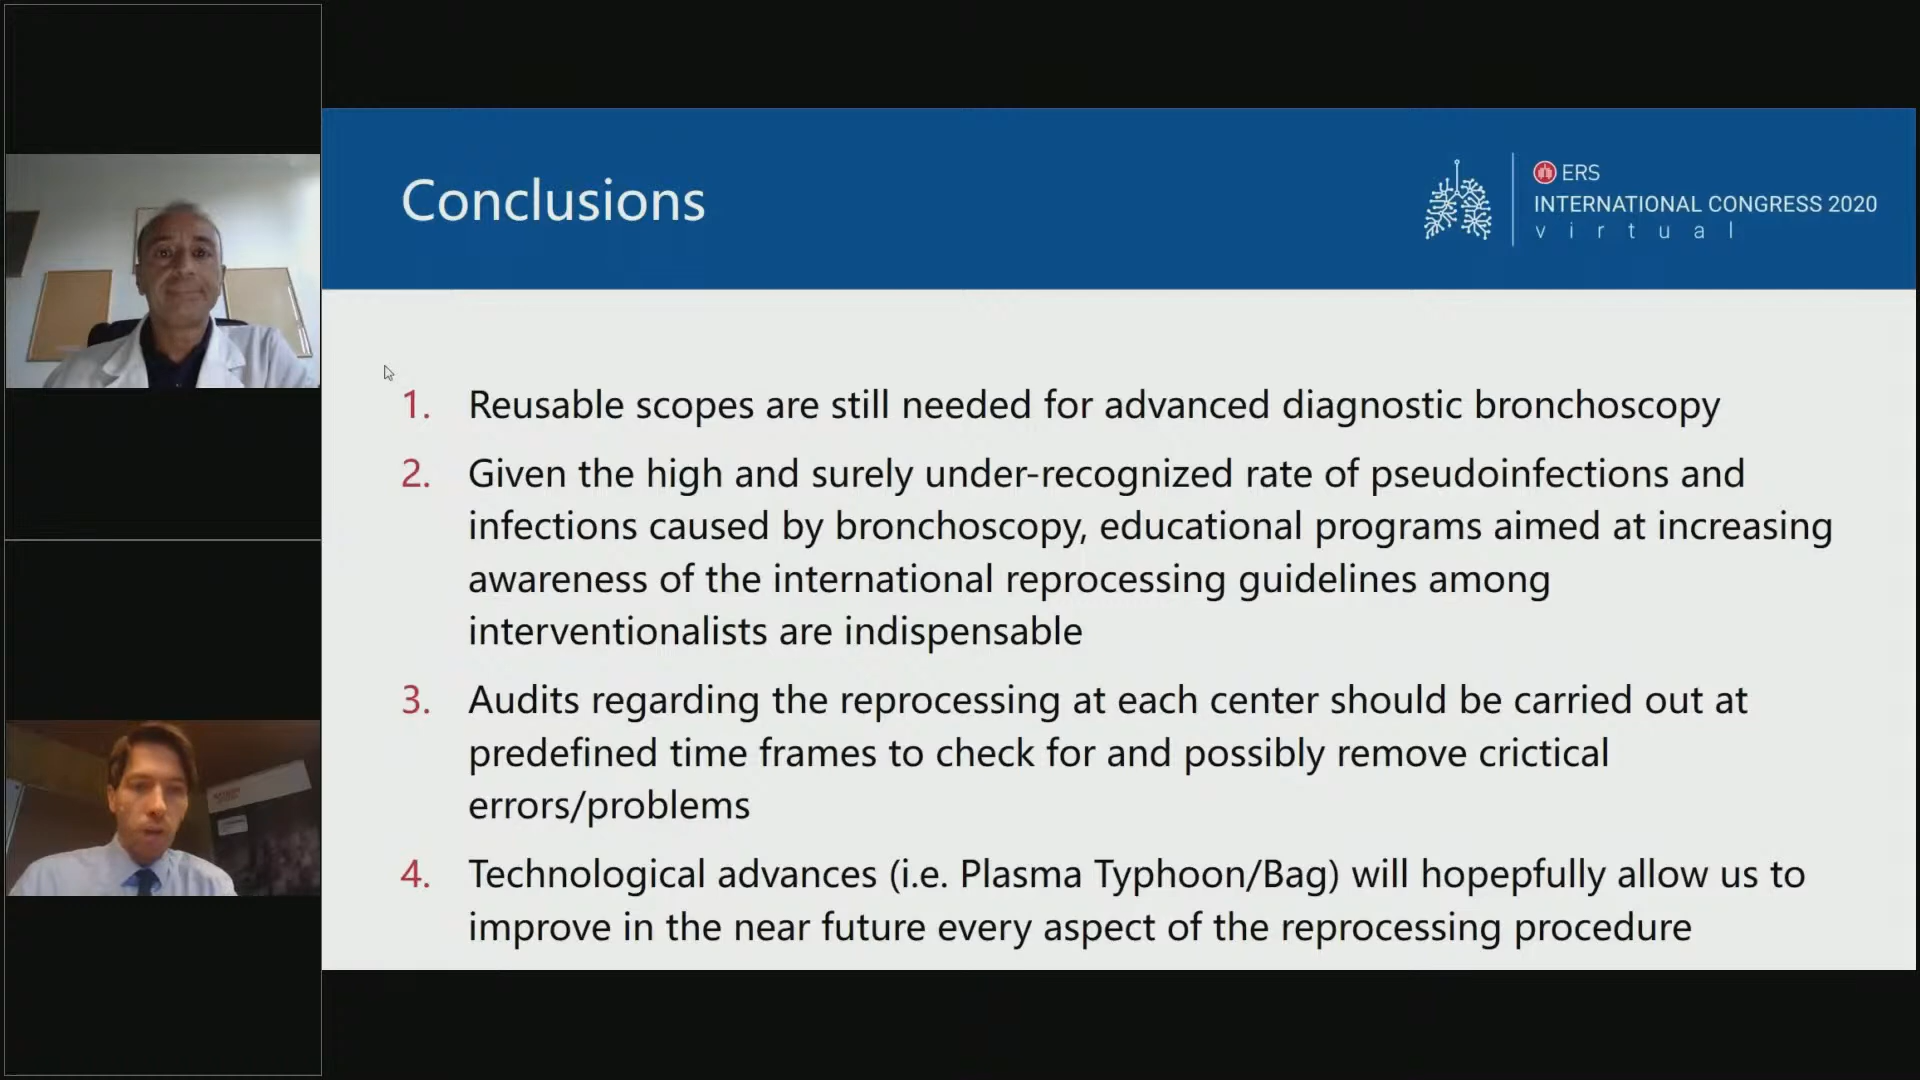 Conclusions
ERS
INTERNATIONAL CONGRESS 2020
virtual
1. Reusable scopes are still needed for advanced diagnostic bronchoscopy
2. Given the high and surely under-recognized rate of pseudoinfections and
infections caused by bronchoscopy, educational programs aimed at increasing
awareness of the international reprocessing guidelines among
interventionalists are indispensable
3. Audits regarding the reprocessing at each center should be carried out at
predefined time frames to check for and possibly remove crictical
errors/problems
4. Technological advances (i.e. Plasma Typhoon/Bag) will hopepfully allow us to
improve in the near future every aspect of the reprocessing procedure